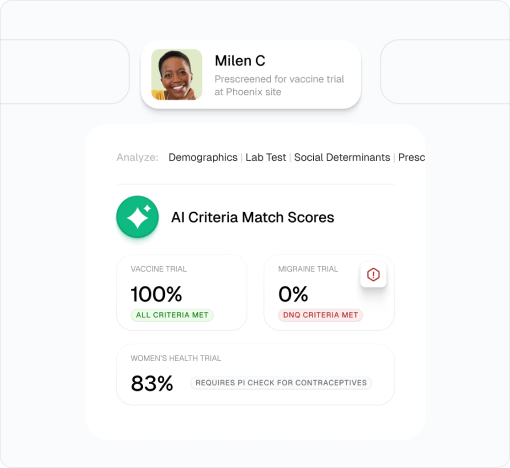 Milen C
Prescreened for vaccine trial
at Phoenix site
Analyze: Demographics | Lab Test | Social Determinants | Presc
AI Criteria Match Scores
VACCINE TRIAL
100%
ALL CRITERIA MET
MIGRAINE TRIAL
0%
DNQ CRITERIA MET
WOMEN'S HEALTH TRIAL
83% REQUIRES PI CHECK FOR CONTRACEPTIVES